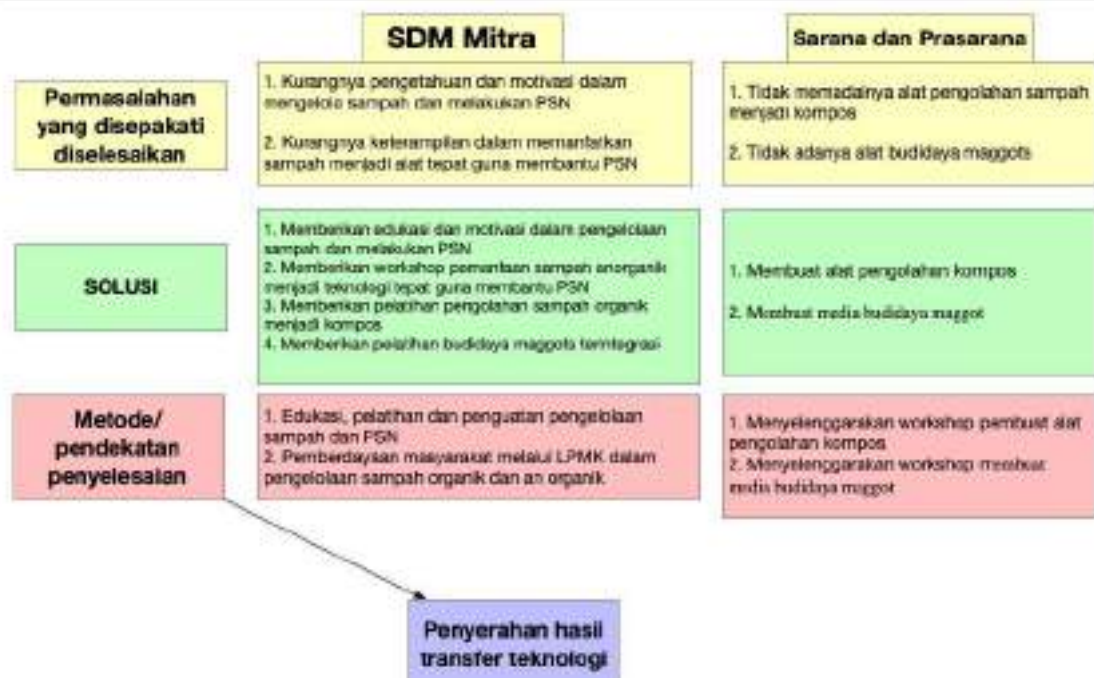 SDM Mitra
Sarana dan Prasarana
Permasalahan
yang disepakati
diselesaikan
1. Kurangnya pengetahuan dan motivasi dalam
mengelola sampah dan melakukan PSN
2. Kurangnya keterampilan dalam memanfatkan
sampah menjadi alat tepat guna membantu PSN
1. Tidak memadainya alat pengolahan sampah
menjadi kompos
2. Tidak adanya alat budidaya maggots
SOLUSI
1. Memberikan edukasi dan motivasi dalam pengelolaan
sampah dan melakukan PSN
2. Memberikan workshop pemanfaan sampah anorganik
menjadi teknologi tepat guna membantu PSN
3. Memberikan pelatihan pengolahan sampah organik
menjadi kompos
4. Memberikan pelatihan budidaya maggots terintegrasi
1. Membuat alat pengolahan kompos
2. Membuat media budidaya maggot
Metode/
pendekatan
penyelesaian
1. Edukasi, pelatihan dan penguatan pengelolaan
sampah dan PSN
2. Pemberdayaan masyarakat melalui LPMK dalam
pengelolaan sampah organik dan an organik
1. Menyelenggarakan workshop pembuat alat
pengolahan kompos
2. Menyelenggarakan workshop membuat
media budidaya maggot
Penyerahan hasil
transfer teknologi